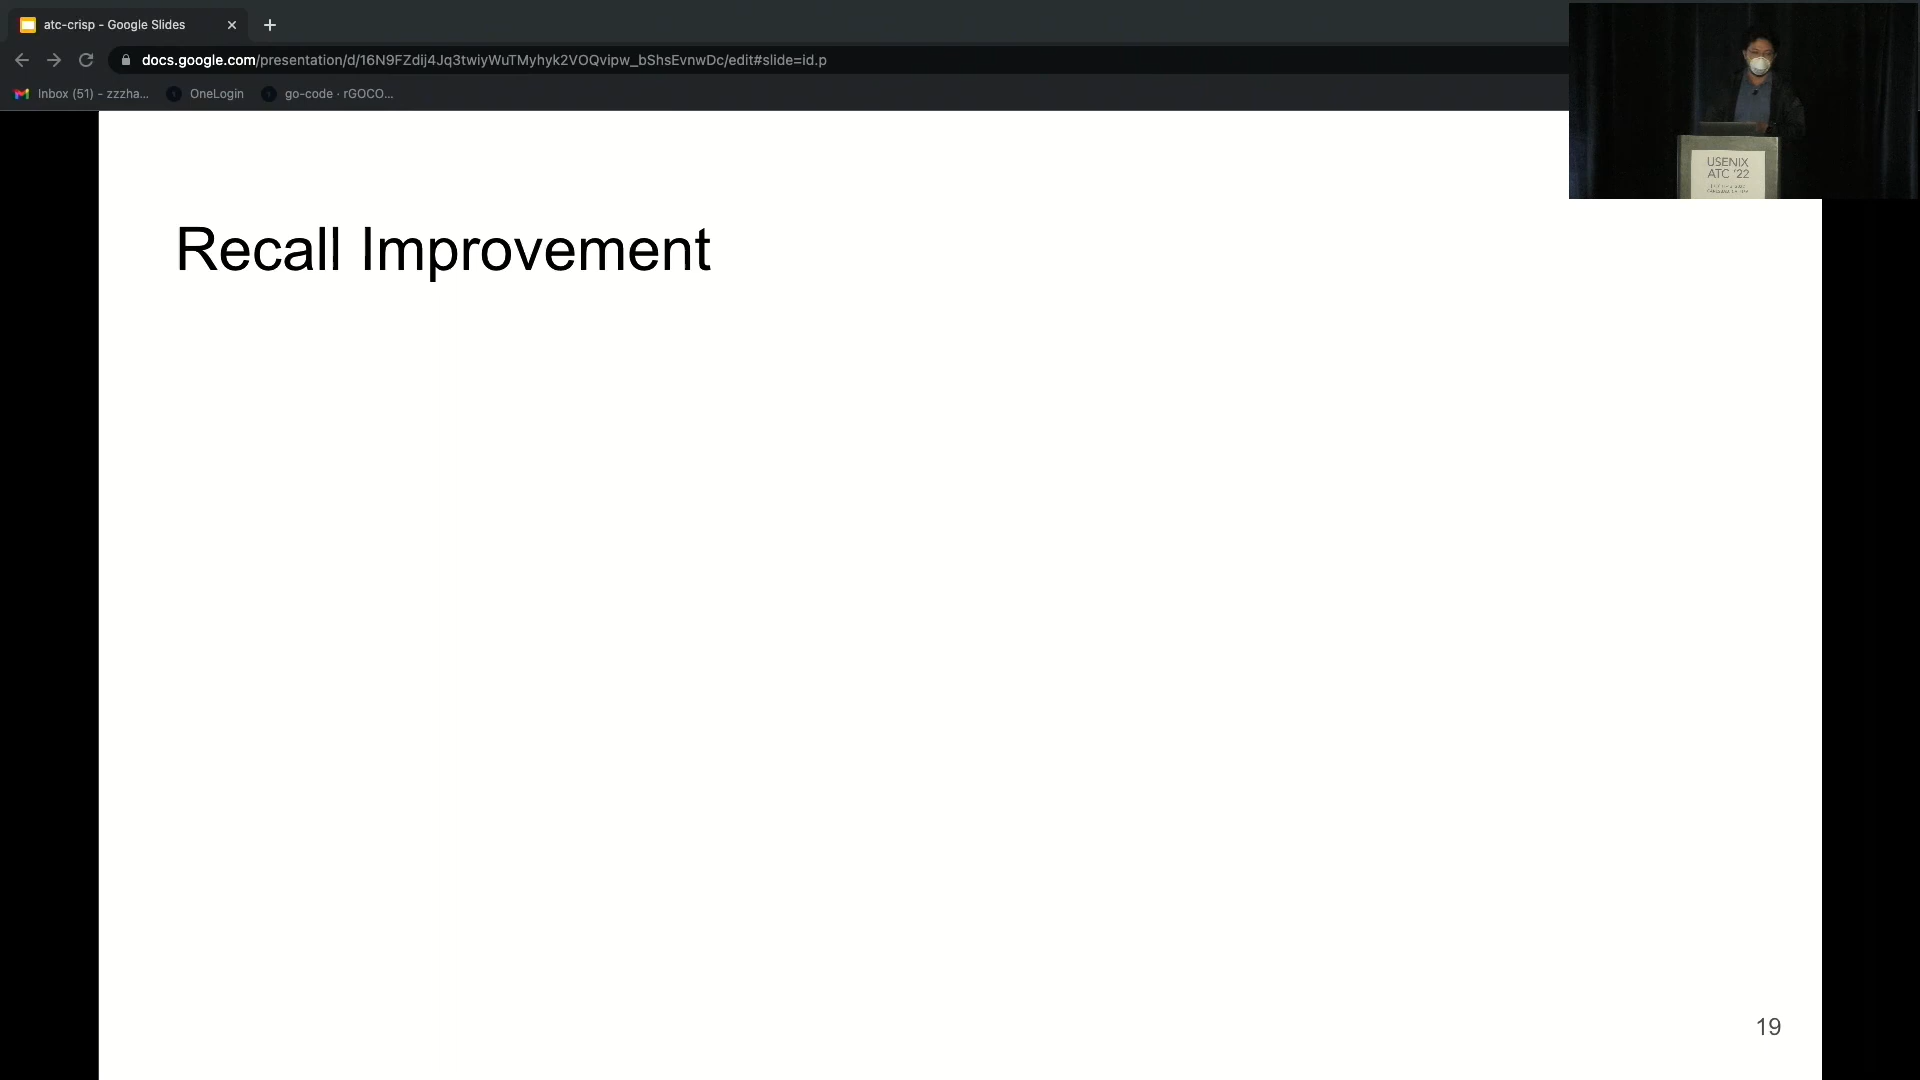 atc-crisp - Google Slides
docs.google.com/presentation/d/16N9FZdij4Jq3twiyWuTMyhyk2VOQvipw_bShsEvnwDc/edit#slide=id.p
Inbox (51) - zzzha...
OneLogin
go-code · rGOCO...
USENIX
ATC '22
Recall Improvement
19